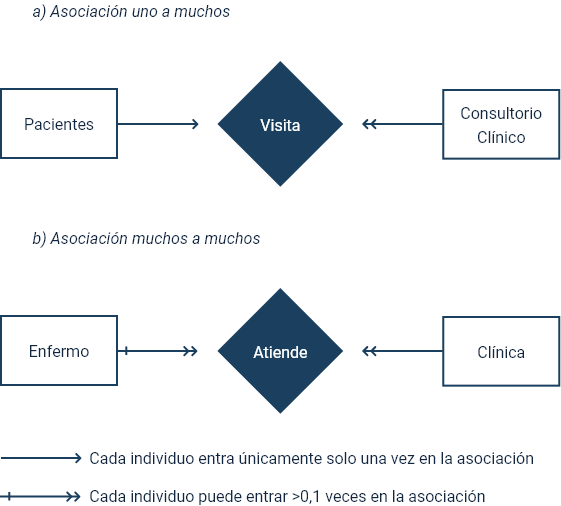 a) Asociación uno a muchos
Pacientes
Visita
Consultorio
Clínico
b) Asociación muchos a muchos
Enfermo
Atiende
Clínica
Cada individuo entra únicamente solo una vez en la asociación
Cada individuo puede entrar >0,1 veces en la asociación